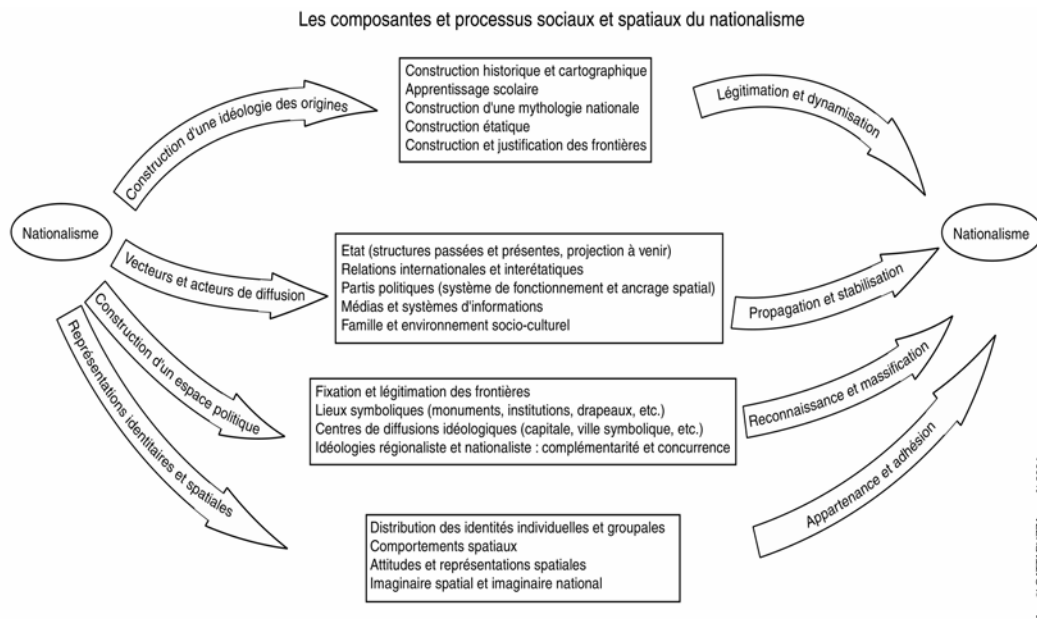 Les composantes et processus sociaux et spatiaux du nationalisme
Nationalisme
Construction d'une idéologie des origines
Construction historique et cartographique
Apprentissage scolaire
Construction d'une mythologie nationale
Construction étatique
Construction et justification des frontières
Légitimation et dynamisation
Vecteurs et acteurs de diffusion
Etat (structures passées et présentes, projection à venir)
Relations internationales et interétatiques
Partis politiques (système de fonctionnement et ancrage spatial)
Médias et systèmes d'informations
Famille et environnement socio-culturel
Propagation et stabilisation
Construction d'un espace politique
Fixation et légitimation des frontières
Lieux symboliques (monuments, institutions, drapeaux, etc.)
Centres de diffusions idéologiques (capitale, ville symbolique, etc.)
Idéologies régionaliste et nationaliste : complémentarité et concurrence
Reconnaissance et massification
Représentations identitaires et spatiales
Distribution des identités individuelles et groupales
Comportements spatiaux
Attitudes et représentations spatiales
Imaginaire spatial et imaginaire national
Appartenance et adhésion
Nationalisme